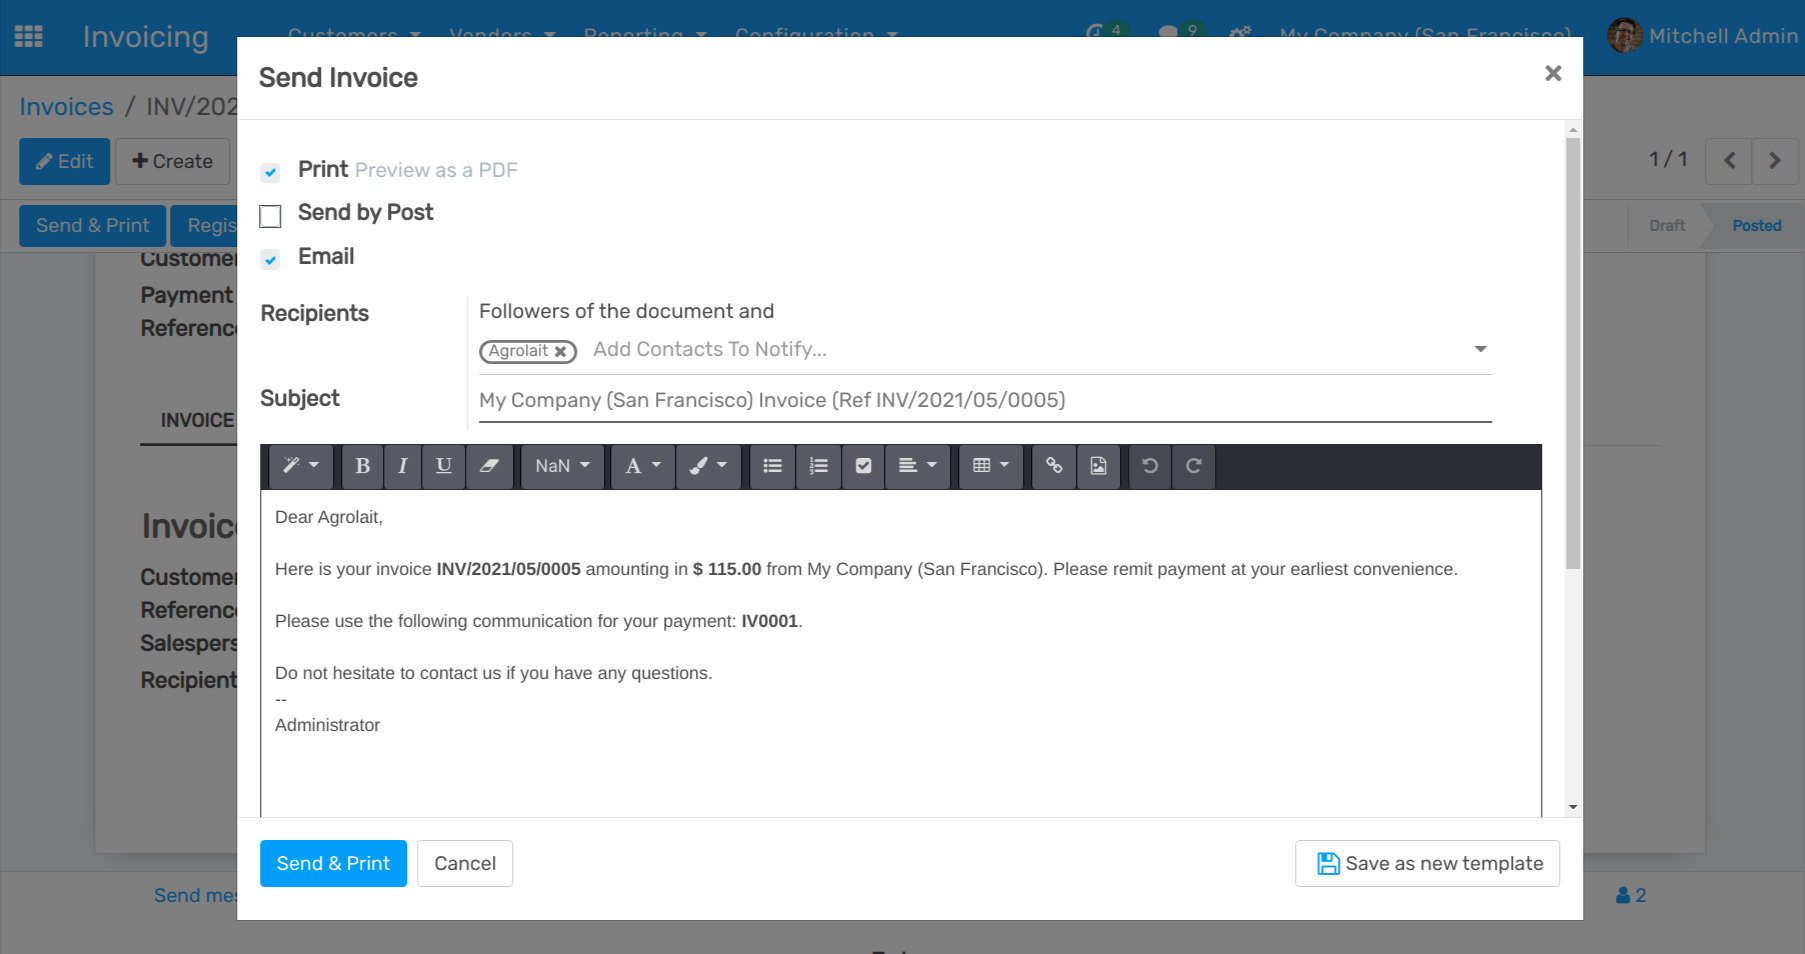 Invoicing Customers Vendors Reporting Configuration 4 9 My Company (San Francisco) Mitchell Admin
Send Invoice
Invoices / INV/202
Edit Create 1 / 1
Print Preview as a PDF
Send by Post
Send & Print Regis Draft Posted
Email
Customer
Payment
Reference
Recipients Followers of the document and
Agrolait Add Contacts To Notify...
Subject My Company (San Francisco) Invoice (Ref INV/2021/05/0005)
INVOICE
B I U NaN A
Dear Agrolait,
Invoic
Here is your invoice INV/2021/05/0005 amounting in $ 115.00 from My Company (San Francisco). Please remit payment at your earliest convenience.
Customer
Reference
Please use the following communication for your payment: IV0001.
Salespers
Recipient
Do not hesitate to contact us if you have any questions.
--
Administrator
Send & Print Cancel Save as new template
Send mes 2